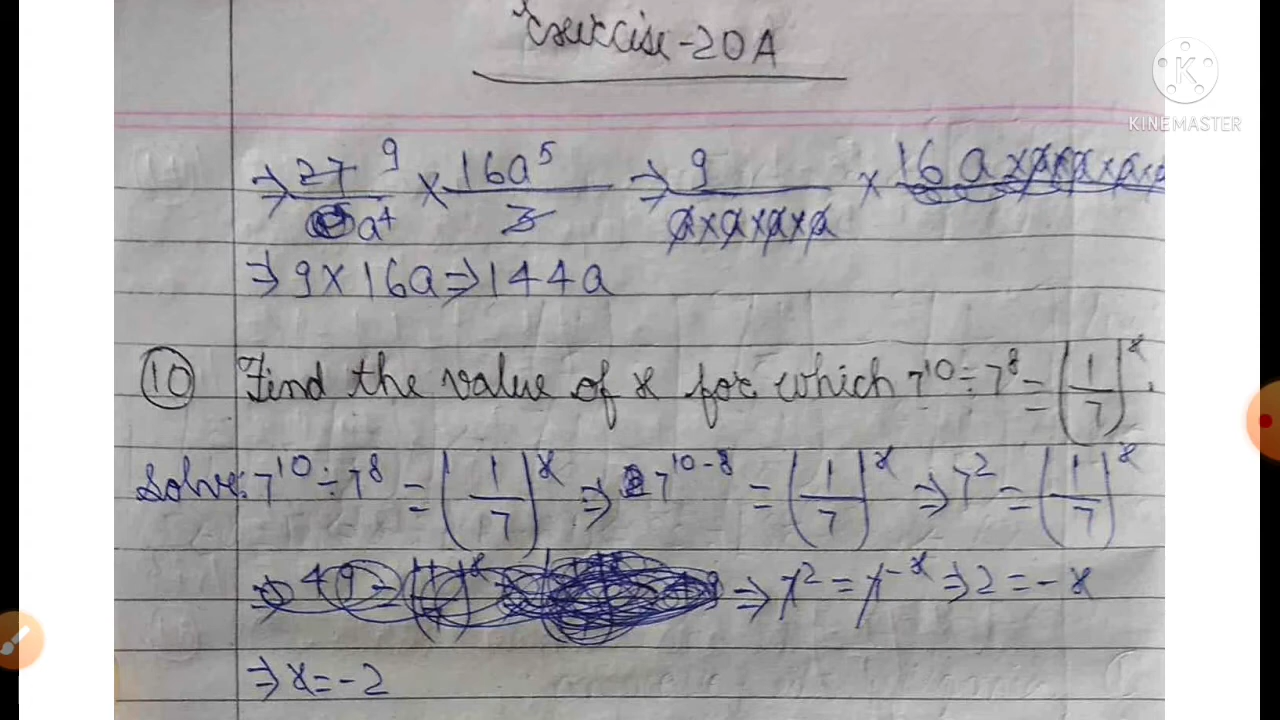 Exercise-20A
K
KINEMASTER
⇒ 27 9/a⁴ × 16a⁵/3 ⇒ 9/a×a×a×a × 16 a×a×a×a×a
⇒ 9×16a ⇒ 144a
10 Find the value of x for which 7¹⁰ ÷ 7⁸ = (1/7)ˣ.
Solve: 7¹⁰ ÷ 7⁸ = (1/7)ˣ ⇒ 7¹⁰⁻⁸ = (1/7)ˣ ⇒ 7² = (1/7)ˣ
⇒ 7² = 7⁻ˣ ⇒ 2 = -x
⇒ x = -2